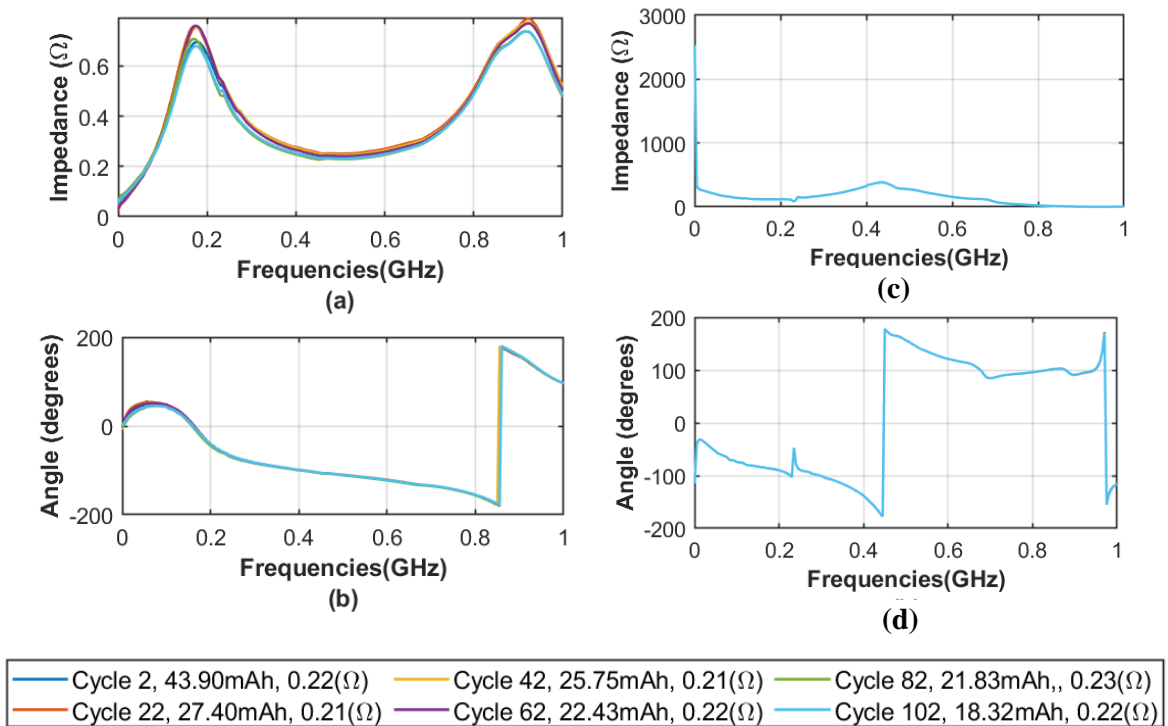 Impedance (Ω)
0.6
0.4
0.2
0
0 0.2 0.4 0.6 0.8 1
Frequencies(GHz)
(a)
Impedance (Ω)
3000
2000
1000
0
0 0.2 0.4 0.6 0.8 1
Frequencies(GHz)
(c)
Angle (degrees)
200
0
-200
0 0.2 0.4 0.6 0.8 1
Frequencies(GHz)
(b)
Angle (degrees)
200
100
0
-100
-200
0 0.2 0.4 0.6 0.8 1
Frequencies(GHz)
(d)
Cycle 2, 43.90mAh, 0.22(Ω) Cycle 42, 25.75mAh, 0.21(Ω) Cycle 82, 21.83mAh,, 0.23(Ω)
Cycle 22, 27.40mAh, 0.21(Ω) Cycle 62, 22.43mAh, 0.22(Ω) Cycle 102, 18.32mAh, 0.22(Ω)